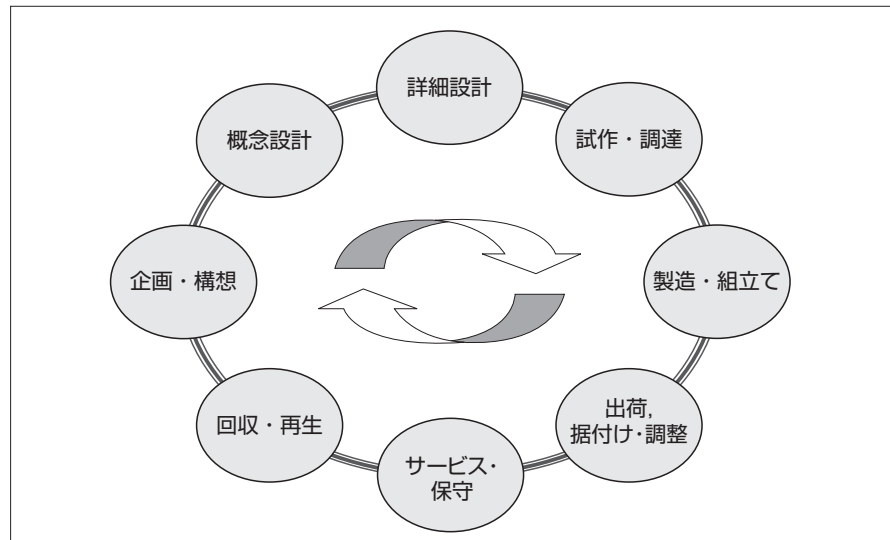 詳細設計
概念設計
試作・調達
企画・構想
製造・組立て
回収・再生
出荷,
据付け・調整
サービス・
保守